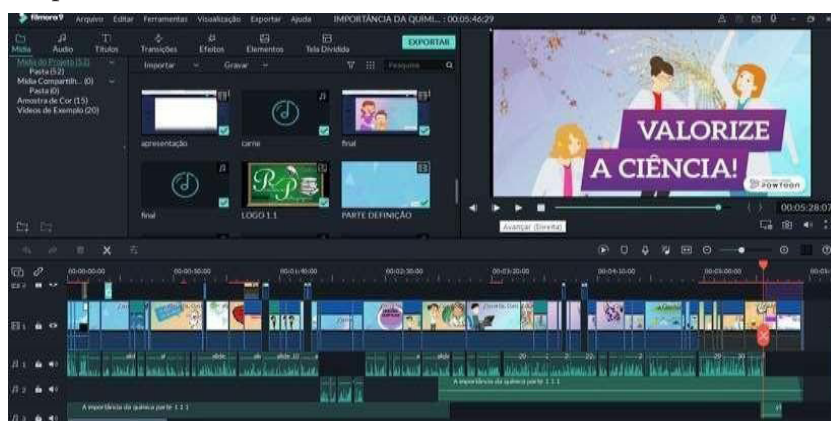 filmora9 Arquivo Editar Ferramentas Visualização Exportar Ajuda IMPORTÂNCIA DA QUÍMI... : 00:05:46:29
Mídia Áudio Títulos Transições Efeitos Elementos Tela Dividida EXPORTAR
Mídia do Projeto (52)
Pasta (52)
Mídia Compartilh... (0)
Pasta (0)
Amostra de Cor (15)
Vídeos de Exemplo (20)
Importar Gravar Pesquisa
apresentação carne final
final LOGO 1.1 PARTE DEFINIÇÃO
VALORIZE
A CIÊNCIA!
POWTOON
00:05:28:07
Avançar (Direita)
00:00:00:00 00:00:50:00 00:01:40:00 00:02:30:00 00:03:20:00 00:04:10:00 00:05:00:00
A importância da química parte 1 1 1
A importância da química parte 1 1 1